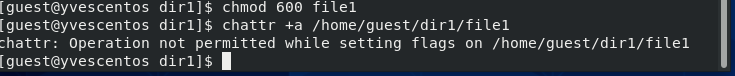 [guest@yvescentos dir1]$ chmod 600 file1
[guest@yvescentos dir1]$ chattr +a /home/guest/dir1/file1
chattr: Operation not permitted while setting flags on /home/guest/dir1/file1
[guest@yvescentos dir1]$